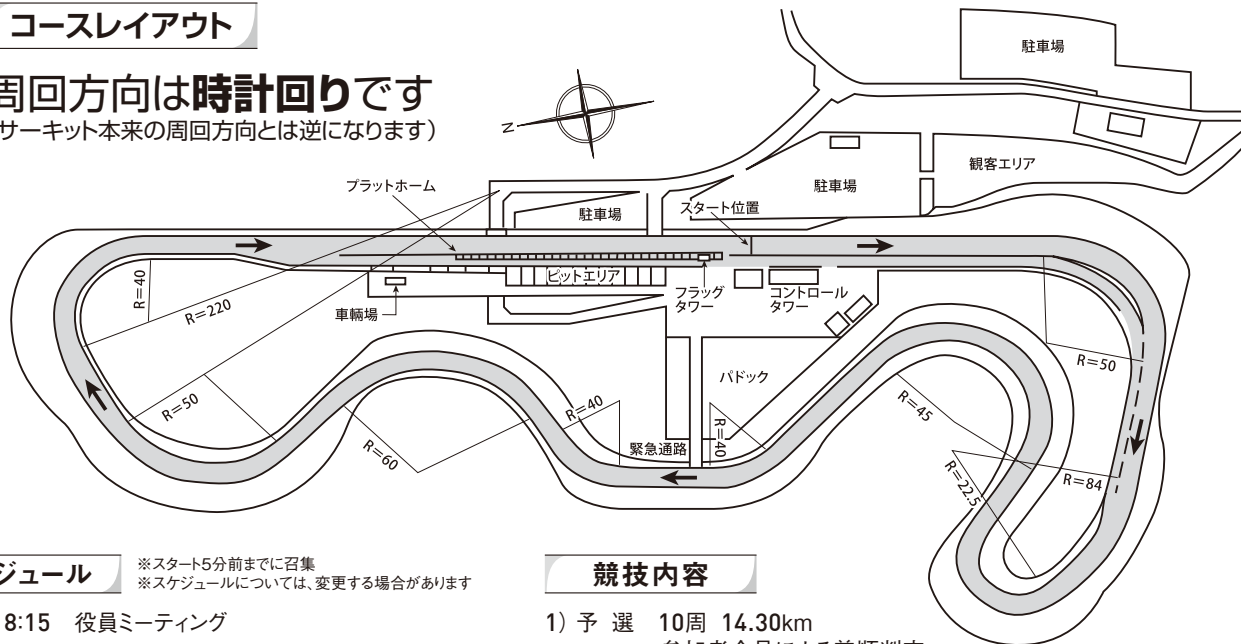 コースレイアウト
周回方向は時計回りです
サーキット本来の周回方向とは逆になります）
N
駐車場
観客エリア
駐車場
プラットホーム
駐車場
スタート位置
ピットエリア
フラッグ
タワー
コントロール
タワー
車輛場
R=40
R=220
R=50
R=60
R=40
緊急通路
R=40
パドック
R=45
R=22.5
R=50
R=84
ジュール
※スタート5分前までに召集
※スケジュールについては、変更する場合があります
8:15 役員ミーティング
競技内容
1）予 選 10周 14.30km